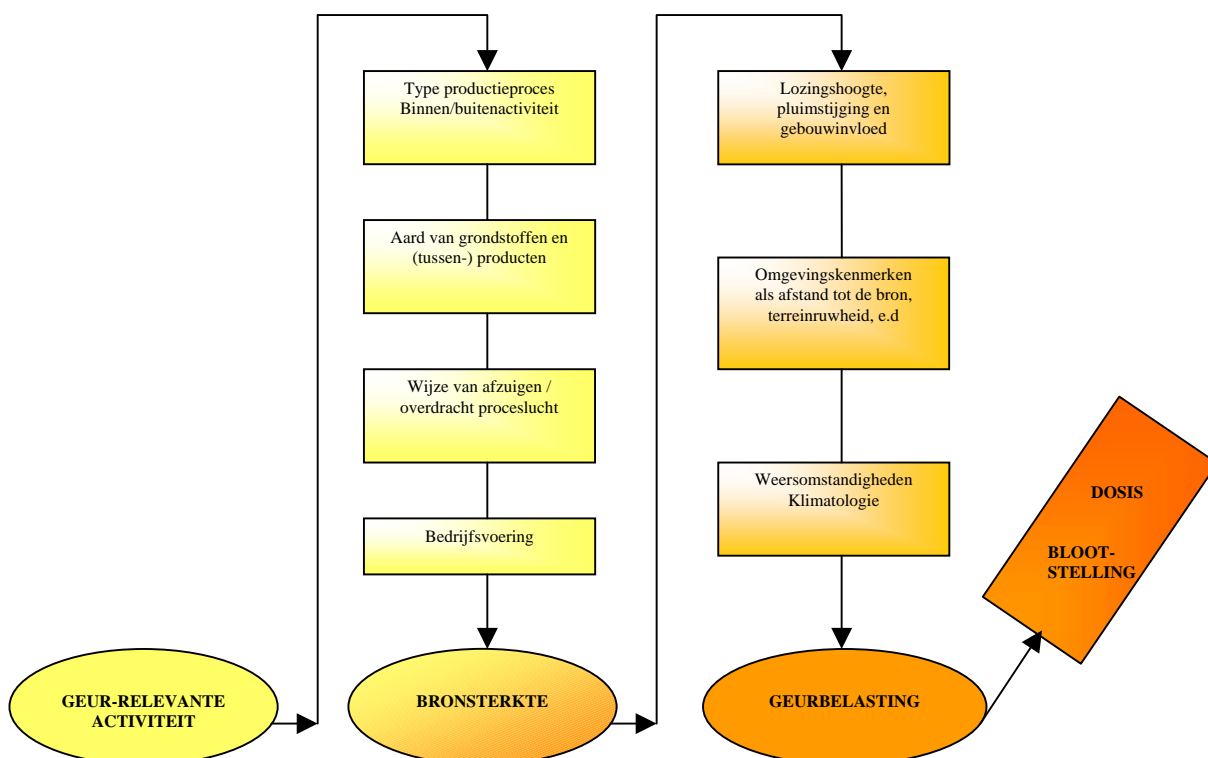 Type productieproces
Binnen/buitenactiviteit
Aard van grondstoffen en
(tussen-) producten
Wijze van afzuigen /
overdracht proceslucht
Bedrijfsvoering
Lozingshoogte,
pluimstijging en
gebouwinvloed
Omgevingskenmerken
als afstand tot de bron,
terreinruwheid, e.d
Weersomstandigheden
Klimatologie
DOSIS
BLOOT-
STELLING
GEUR-RELEVANTE
ACTIVITEIT
BRONSTERKTE
GEURBELASTING